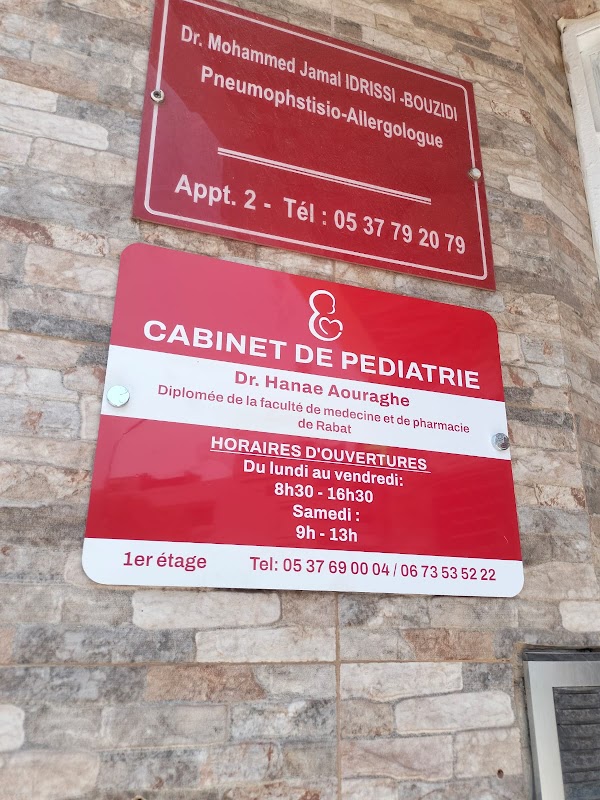 Dr. Mohammed Jamal IDRISSI -BOUZIDI
Pneumophstisio-Allergologue
Appt. 2 - Tél : 05 37 79 20 79
CABINET DE PEDIATRIE
Dr. Hanae Aouraghe
Diplomée de la faculté de medecine et de pharmacie
de Rabat
HORAIRES D'OUVERTURES
Du lundi au vendredi:
8h30 - 16h30
Samedi :
9h - 13h
1er étage Tel: 05 37 69 00 04 / 06 73 53 52 22